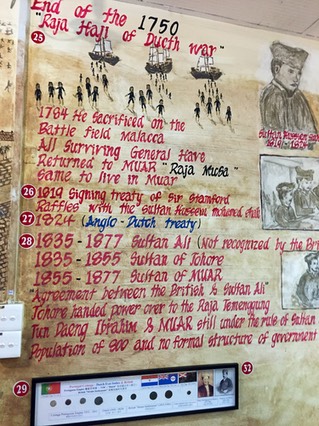 End of the 1750
"Raja Haji of Ducth war"
25
1784 He Sacrificed on the
Battle Field Malacca
All Surviving General Have
Returned to MUAR "Raja Musa"
Same to live in Muar
26 1819 Signing treaty of Sir Stamford
Raffles with the Sultan Hussein
27 1824 (Anglo - Dutch treaty)
28 1835 - 1877 Sultan Ali (Not recognized by the
1835 - 1855 Sultan of Johore
1855 - 1877 Sultan of MUAR
"Agreement between the British & Sultan Ali"
Johore handed power over to the Raja Temenggung
Tun Daeng Ibrahim & MUAR still under the rule of Sultan
Population of 800 and no formal structure of government
29
32